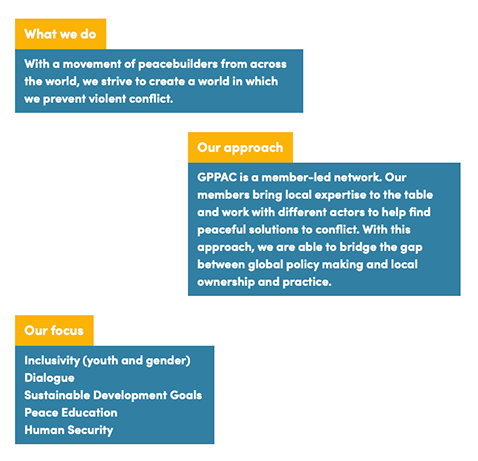 What we do
With a movement of peacebuilders from across
the world, we strive to create a world in which
we prevent violent conflict.
Our approach
GPPAC is a member-led network. Our
members bring local expertise to the table
and work with different actors to help find
peaceful solutions to conflict. With this
approach, we are able to bridge the gap
between global policy making and local
ownership and practice.
Our focus
Inclusivity (youth and gender)
Dialogue
Sustainable Development Goals
Peace Education
Human Security